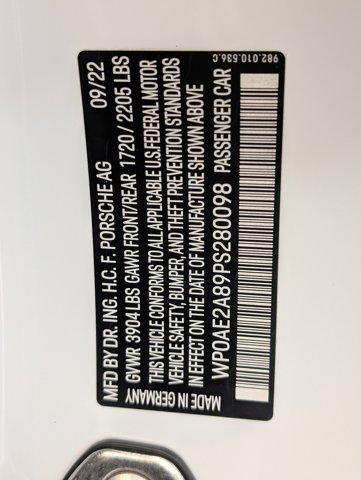 982.010.536.C
MFD BY DR. ING. H.C. F. PORSCHE AG 09/22
GVWR 3904 LBS GAWR FRONT/REAR 1720 / 2205 LBS
THIS VEHICLE CONFORMS TO ALL APPLICABLE U.S. FEDERAL MOTOR
VEHICLE SAFETY, BUMPER, AND THEFT PREVENTION STANDARDS
IN EFFECT ON THE DATE OF MANUFACTURE SHOWN ABOVE
WP0AE2A89PS280098 PASSENGER CAR
MADE IN GERMANY